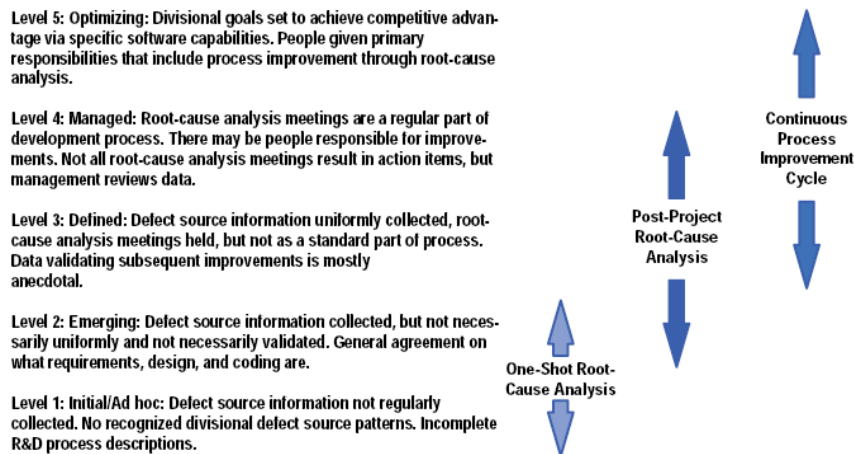 Level 5: Optimizing: Divisional goals set to achieve competitive advan-
tage via specific software capabilities. People given primary
responsibilities that include process improvement through root-cause
analysis.
Level 4: Managed: Root-cause analysis meetings are a regular part of
development process. There may be people responsible for improve-
ments. Not all root-cause analysis meetings result in action items, but
management reviews data.
Level 3: Defined: Defect source information uniformly collected, root-
cause analysis meetings held, but not as a standard part of process.
Data validating subsequent improvements is mostly
anecdotal.
Level 2: Emerging: Defect source information collected, but not neces-
sarily uniformly and not necessarily validated. General agreement on
what requirements, design, and coding are.
Level 1: Initial/Ad hoc: Defect source information not regularly
collected. No recognized divisional defect source patterns. Incomplete
R&D process descriptions.
One-Shot Root-
Cause Analysis
Post-Project
Root-Cause
Analysis
Continuous
Process
Improvement
Cycle